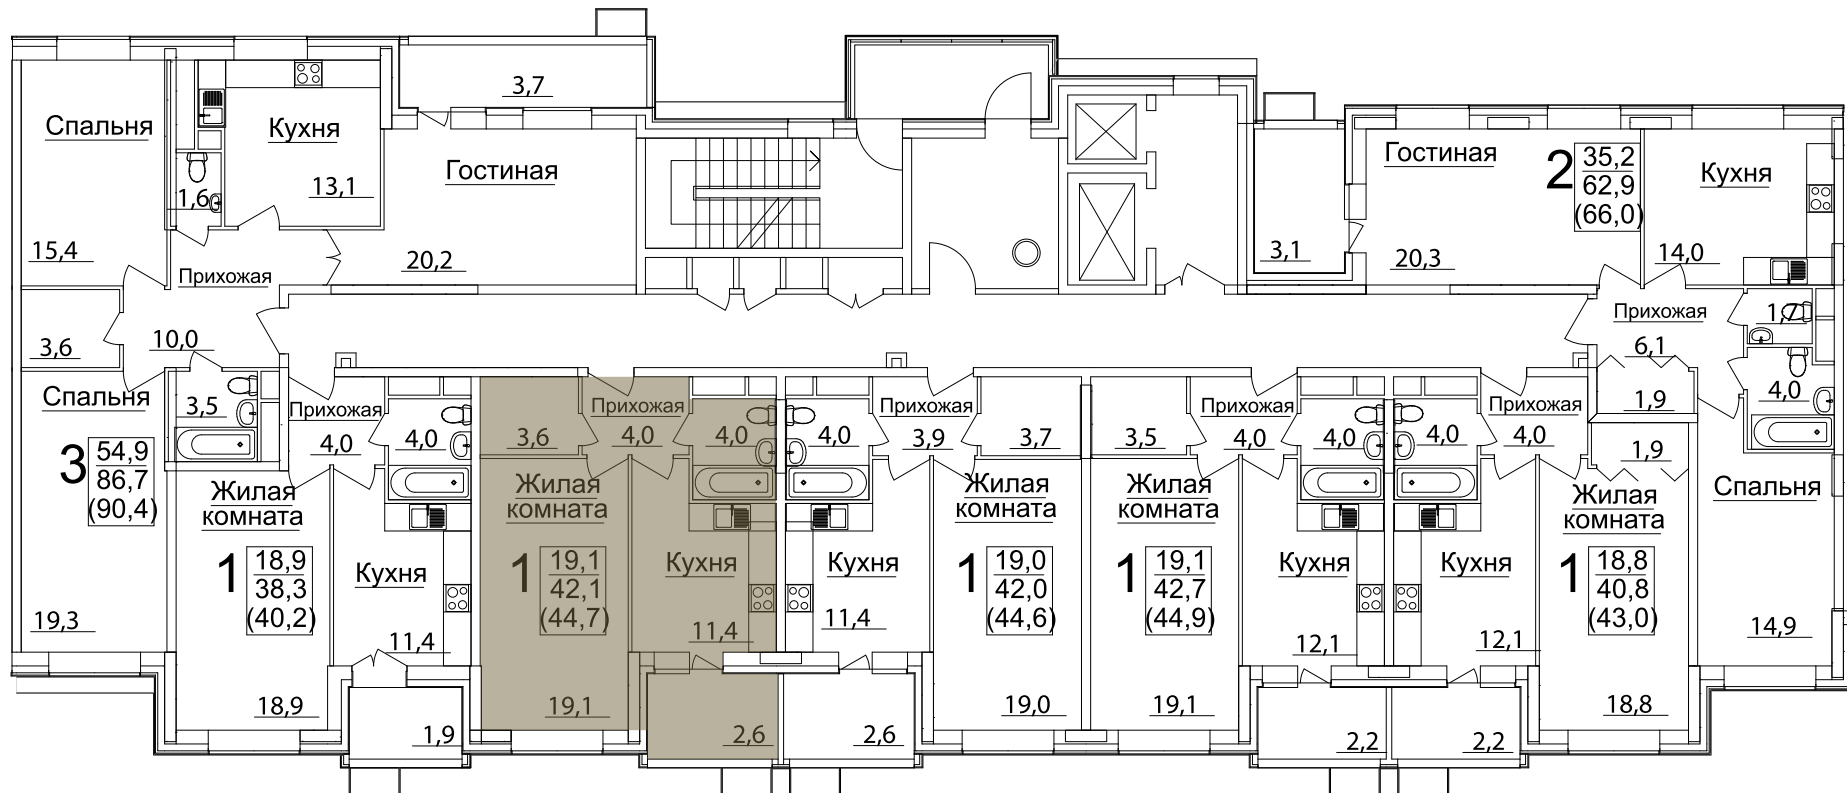 3,7
Спальня
Кухня
Гостиная
13,1
1,6
15,4
Прихожая
20,2
3,6
10,0
Спальня
3,5
3
54,9
86,7
(90,4)
19,3
Гостиная
2
35,2
62,9
(66,0)
Кухня
3,1
20,3
14,0
Прихожая
1,7
6,1
1,9
4,0
Спальня
14,9
Прихожая
4,0
4,0
Жилая
комната
1
18,9
38,3
(40,2)
Кухня
11,4
18,9
1,9
Прихожая
3,6
4,0
4,0
Жилая
комната
1
19,1
42,1
(44,7)
Кухня
11,4
19,1
2,6
Прихожая
4,0
3,9
3,7
Жилая
комната
Кухня
1
19,0
42,0
(44,6)
11,4
19,0
2,6
Прихожая
3,5
4,0
4,0
Жилая
комната
1
19,1
42,7
(44,9)
Кухня
12,1
19,1
2,2
Прихожая
4,0
4,0
1,9
Жилая
комната
Кухня
1
18,8
40,8
(43,0)
12,1
18,8
2,2